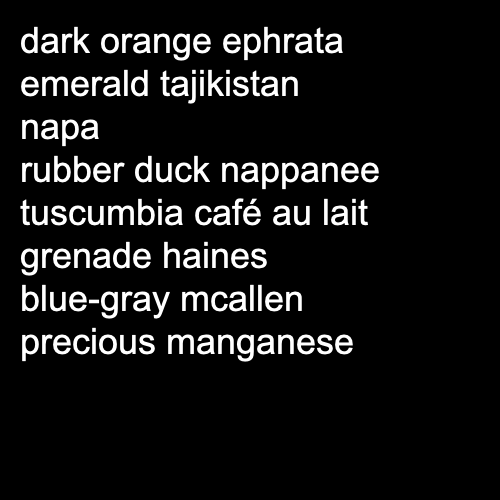 dark orange ephrata
emerald tajikistan
napa
rubber duck nappanee
tuscumbia café au lait
grenade haines
blue-gray mcallen
precious manganese